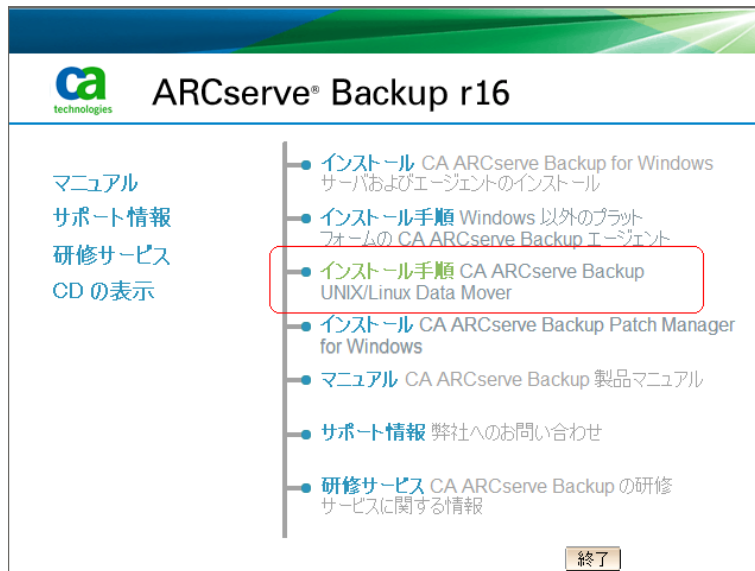 ca
technologies
ARCserve® Backup r16
マニュアル
サポート情報
研修サービス
CD の表示
インストール CA ARCserve Backup for Windows
サーバおよびエージェントのインストール
インストール手順 Windows 以外のプラット
フォームの CA ARCserve Backup エージェント
インストール手順 CA ARCserve Backup
UNIX/Linux Data Mover
インストール CA ARCserve Backup Patch Manager
for Windows
マニュアル CA ARCserve Backup 製品マニュアル
サポート情報 弊社へのお問い合わせ
研修サービス CA ARCserve Backup の研修
サービスに関する情報
終了